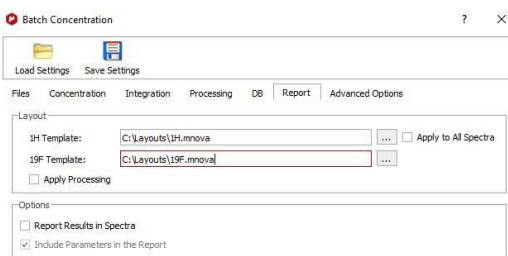 Batch Concentration ?
Load Settings Save Settings
Files Concentration Integration Processing DB Report Advanced Options
Layout
1H Template: C:\Layouts\1H.mnova ... Apply to All Spectra
19F Template: C:\Layouts\19F.mnova ...
Apply Processing
Options
Report Results in Spectra
Include Parameters in the Report